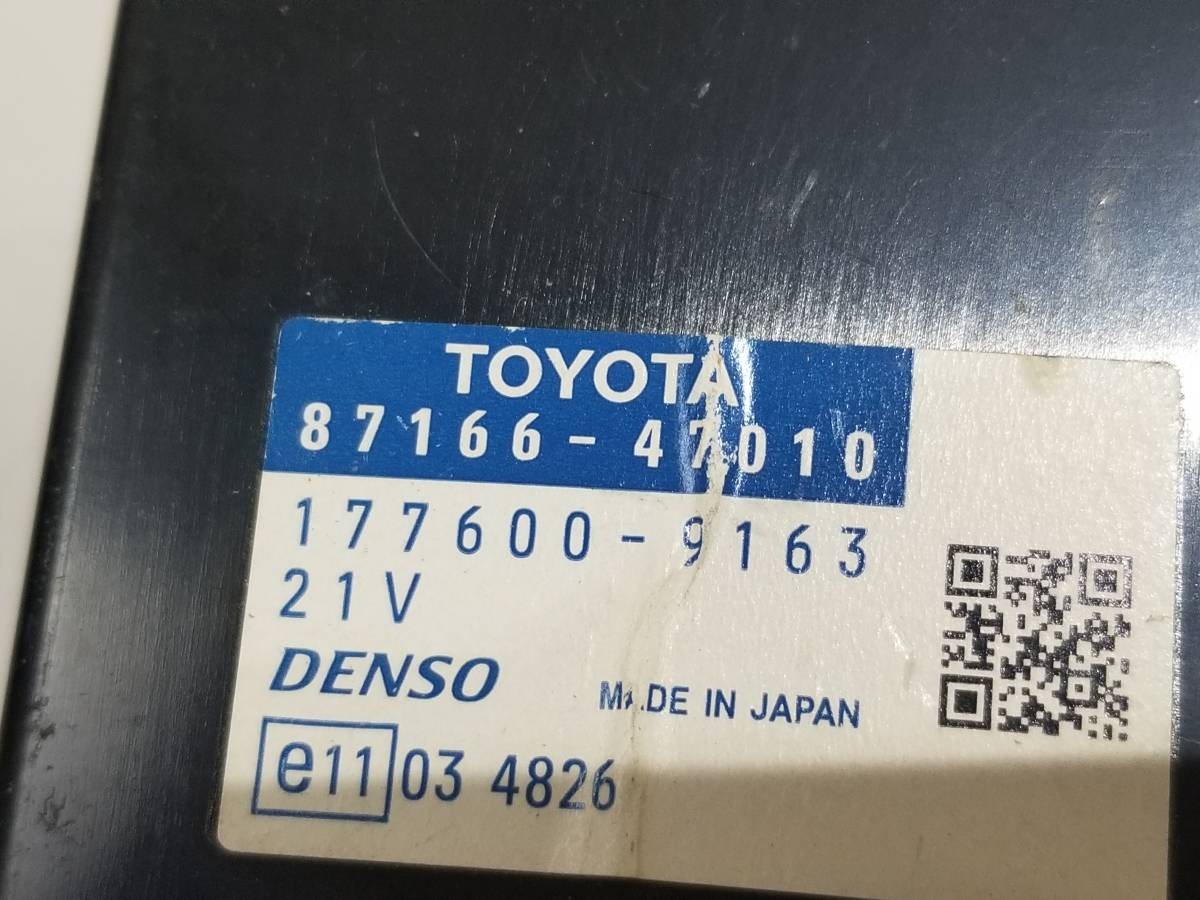 TOYOTA
87166-47010
177600-9163
21V
DENSO
MADE IN JAPAN
e11 03 4826